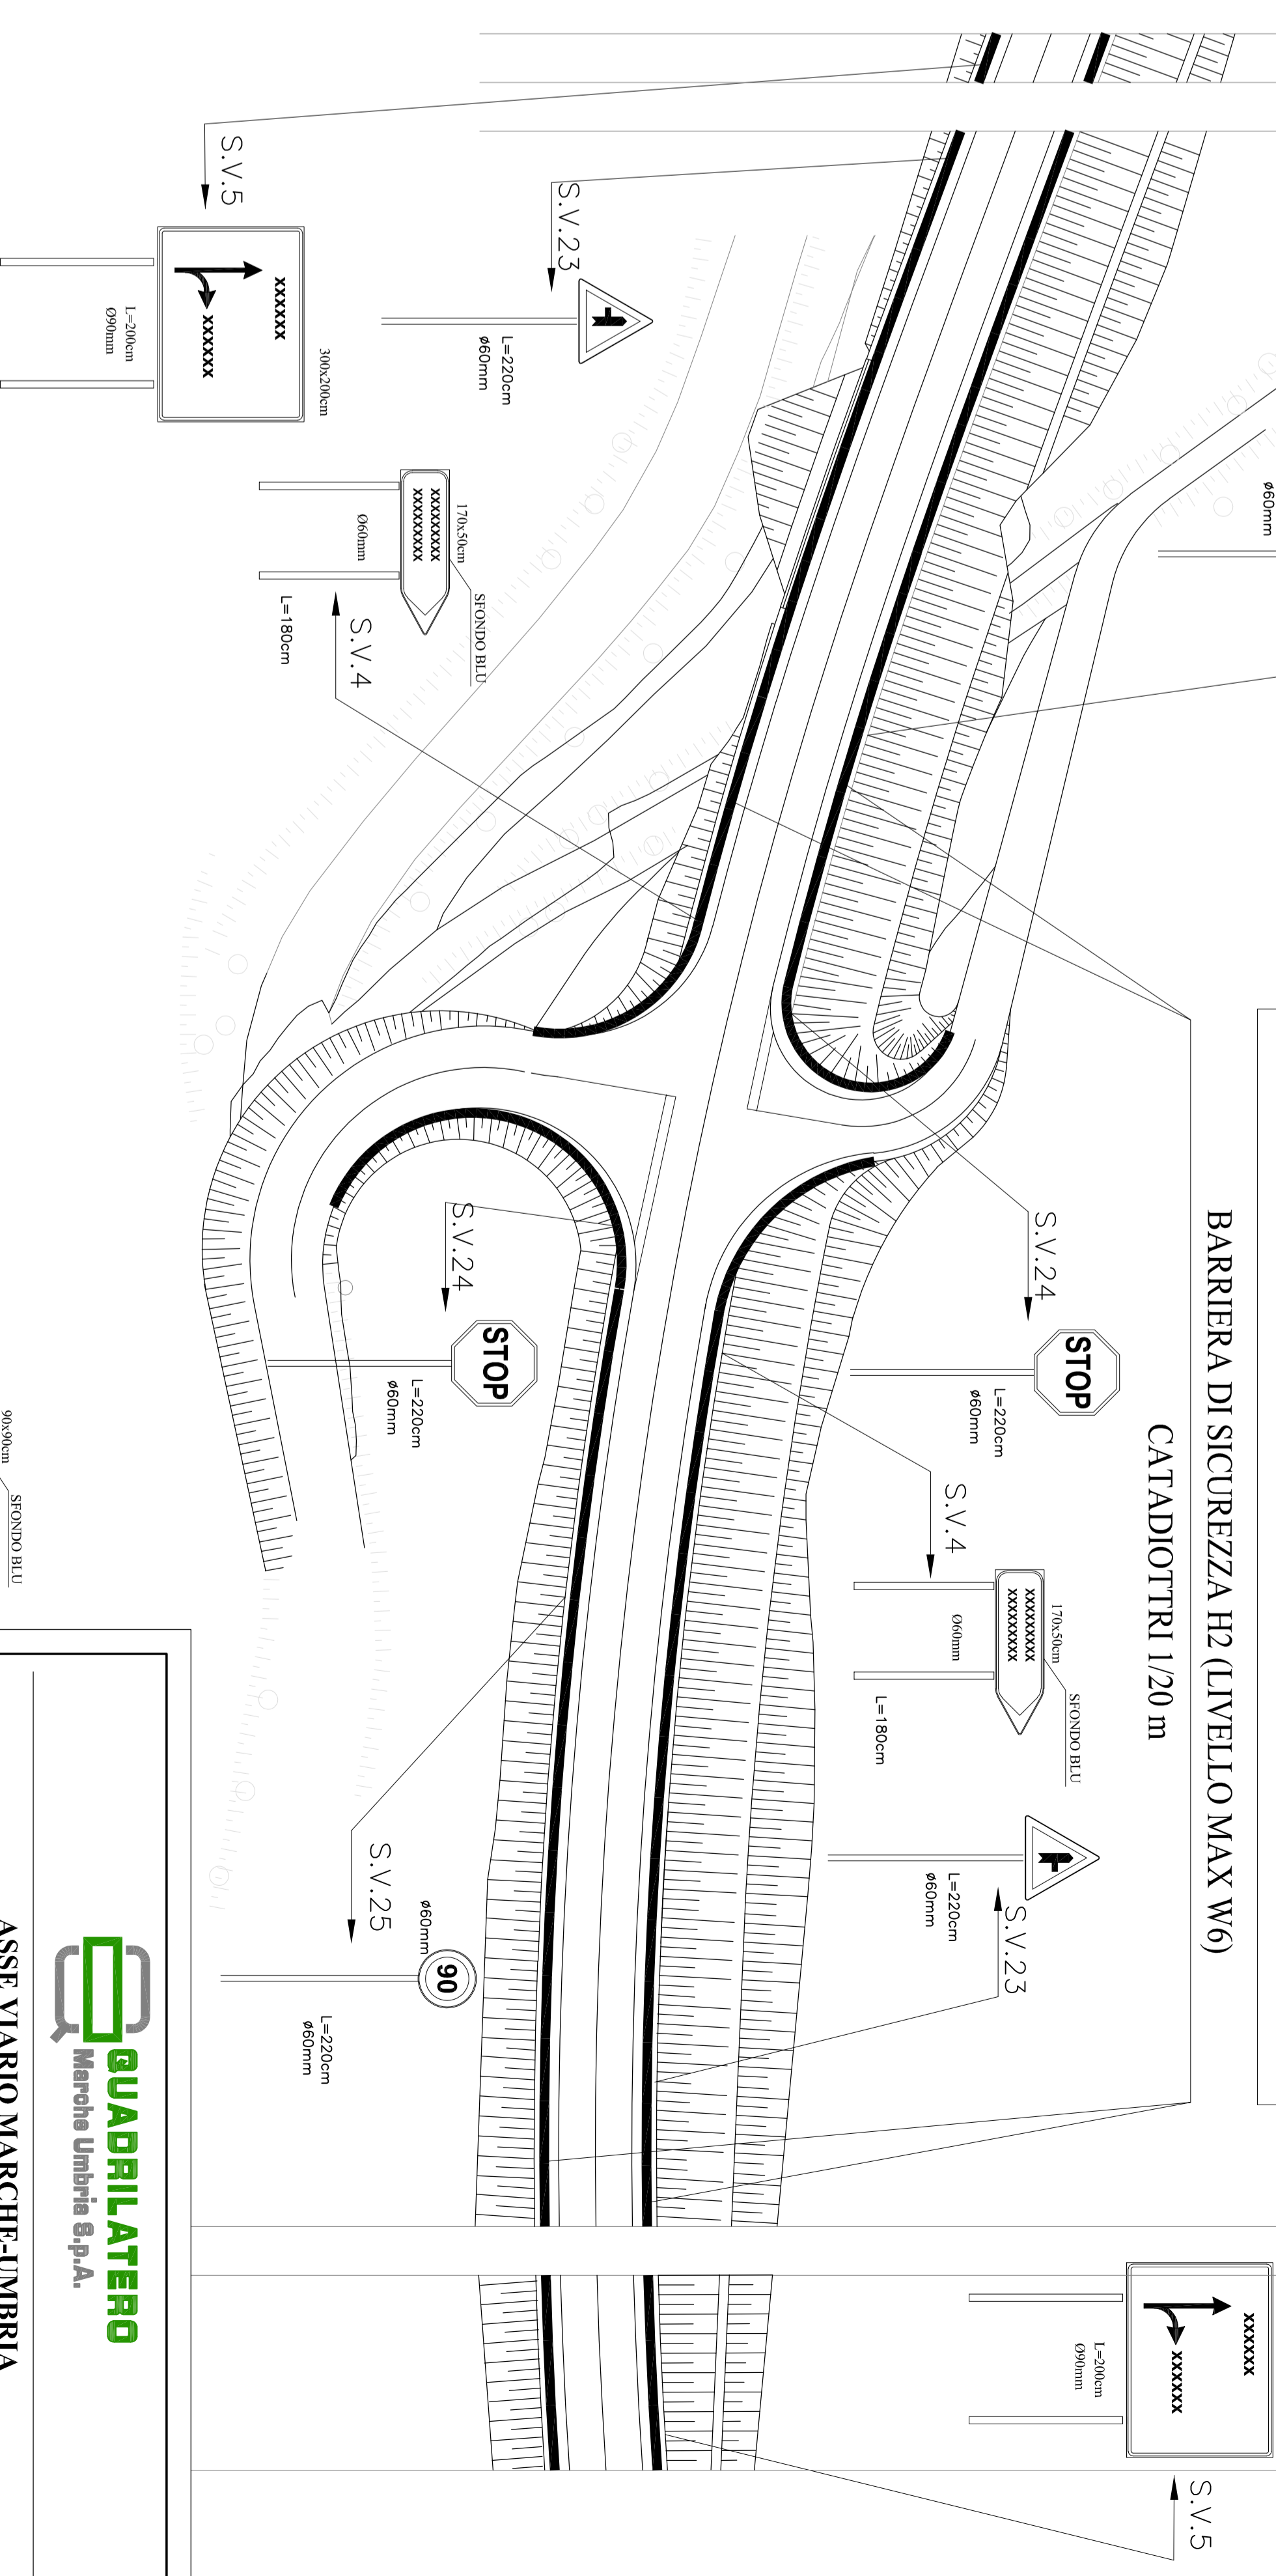 S.V.5
xxxxxx
xxxxxx
300x200cm
L=200cm
Ø90mm
S.V.23
L=220cm
ø60mm
170x50cm
SFONDO BLU
xxxxxxxxx
xxxxxxxxx
Ø60mm
L=180cm
S.V.4
ø60mm
BARRIERA DI SICUREZZA H2 (LIVELLO MAX W6)
CATADIOTTRI 1/20 m
S.V.24
STOP
L=220cm
ø60mm
S.V.24
STOP
L=220cm
ø60mm
S.V.4
170x50cm
SFONDO BLU
xxxxxxxxx
xxxxxxxxx
Ø60mm
L=180cm
S.V.23
L=220cm
ø60mm
S.V.25
ø60mm
90
L=220cm
ø60mm
90x90cm
SFONDO BLU
xxxxxx
xxxxxx
L=200cm
Ø90mm
S.V.5
QUADRILATERO
Marche Umbria S.p.A.
ASSE VIARIO MARCHE-UMBRIA